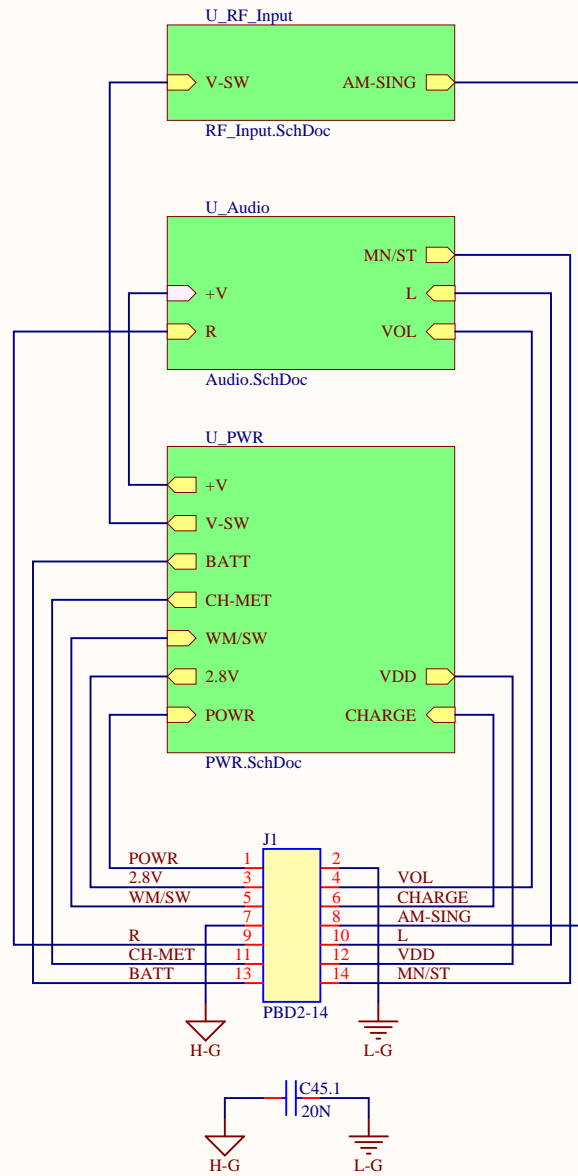 U_RF_Input
V-SW AM-SING
RF_Input.SchDoc
U_Audio
MN/ST
+V L
R VOL
Audio.SchDoc
U_PWR
+V
V-SW
BATT
CH-MET
WM/SW
2.8V VDD
POWR CHARGE
PWR.SchDoc
J1
POWR 1 2
2.8V 3 4 VOL
WM/SW 5 6 CHARGE
7 8 AM-SING
R 9 10 L
CH-MET 11 12 VDD
BATT 13 14 MN/ST
PBD2-14
H-G L-G
C45.1
20N
H-G L-G